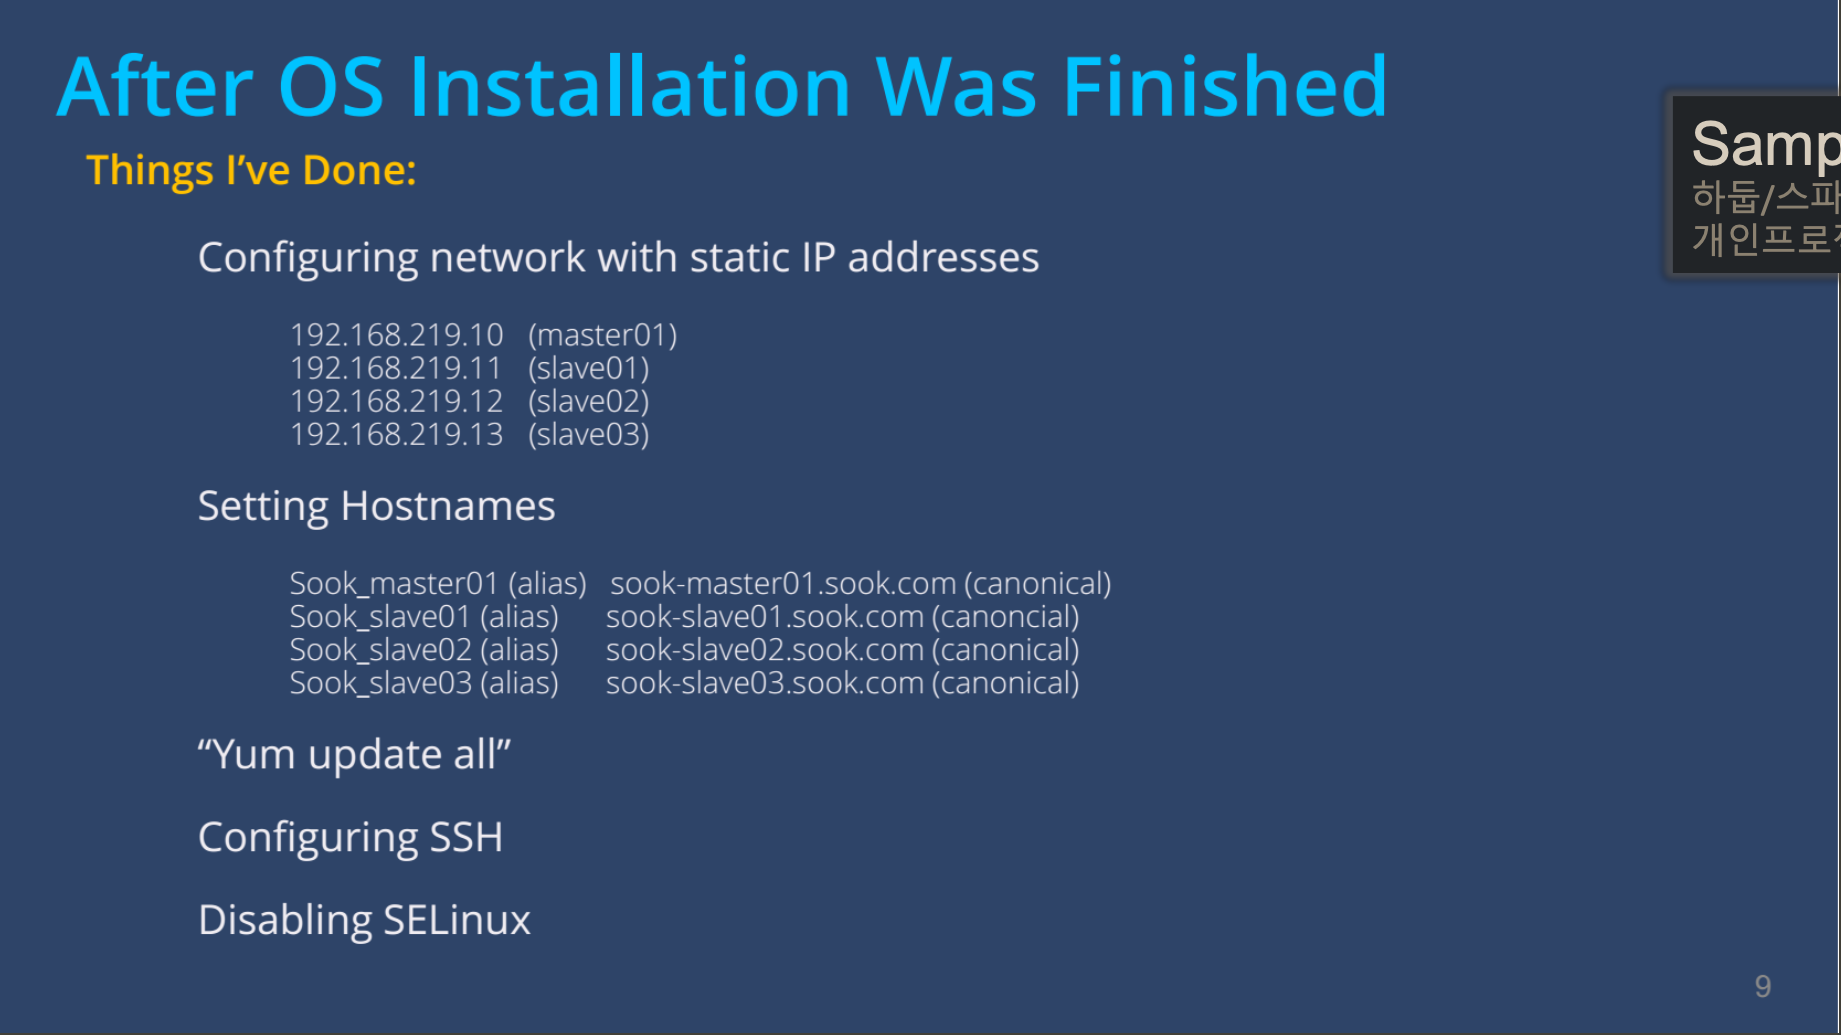 After OS Installation Was Finished
Things I’ve Done:
Configuring network with static IP addresses
192.168.219.10 (master01)
192.168.219.11 (slave01)
192.168.219.12 (slave02)
192.168.219.13 (slave03)
Setting Hostnames
Sook_master01 (alias) sook-master01.sook.com (canonical)
Sook_slave01 (alias) sook-slave01.sook.com (canoncial)
Sook_slave02 (alias) sook-slave02.sook.com (canonical)
Sook_slave03 (alias) sook-slave03.sook.com (canonical)
“Yum update all”
Configuring SSH
Disabling SELinux
Samp
하둡/스파
개인프로
9